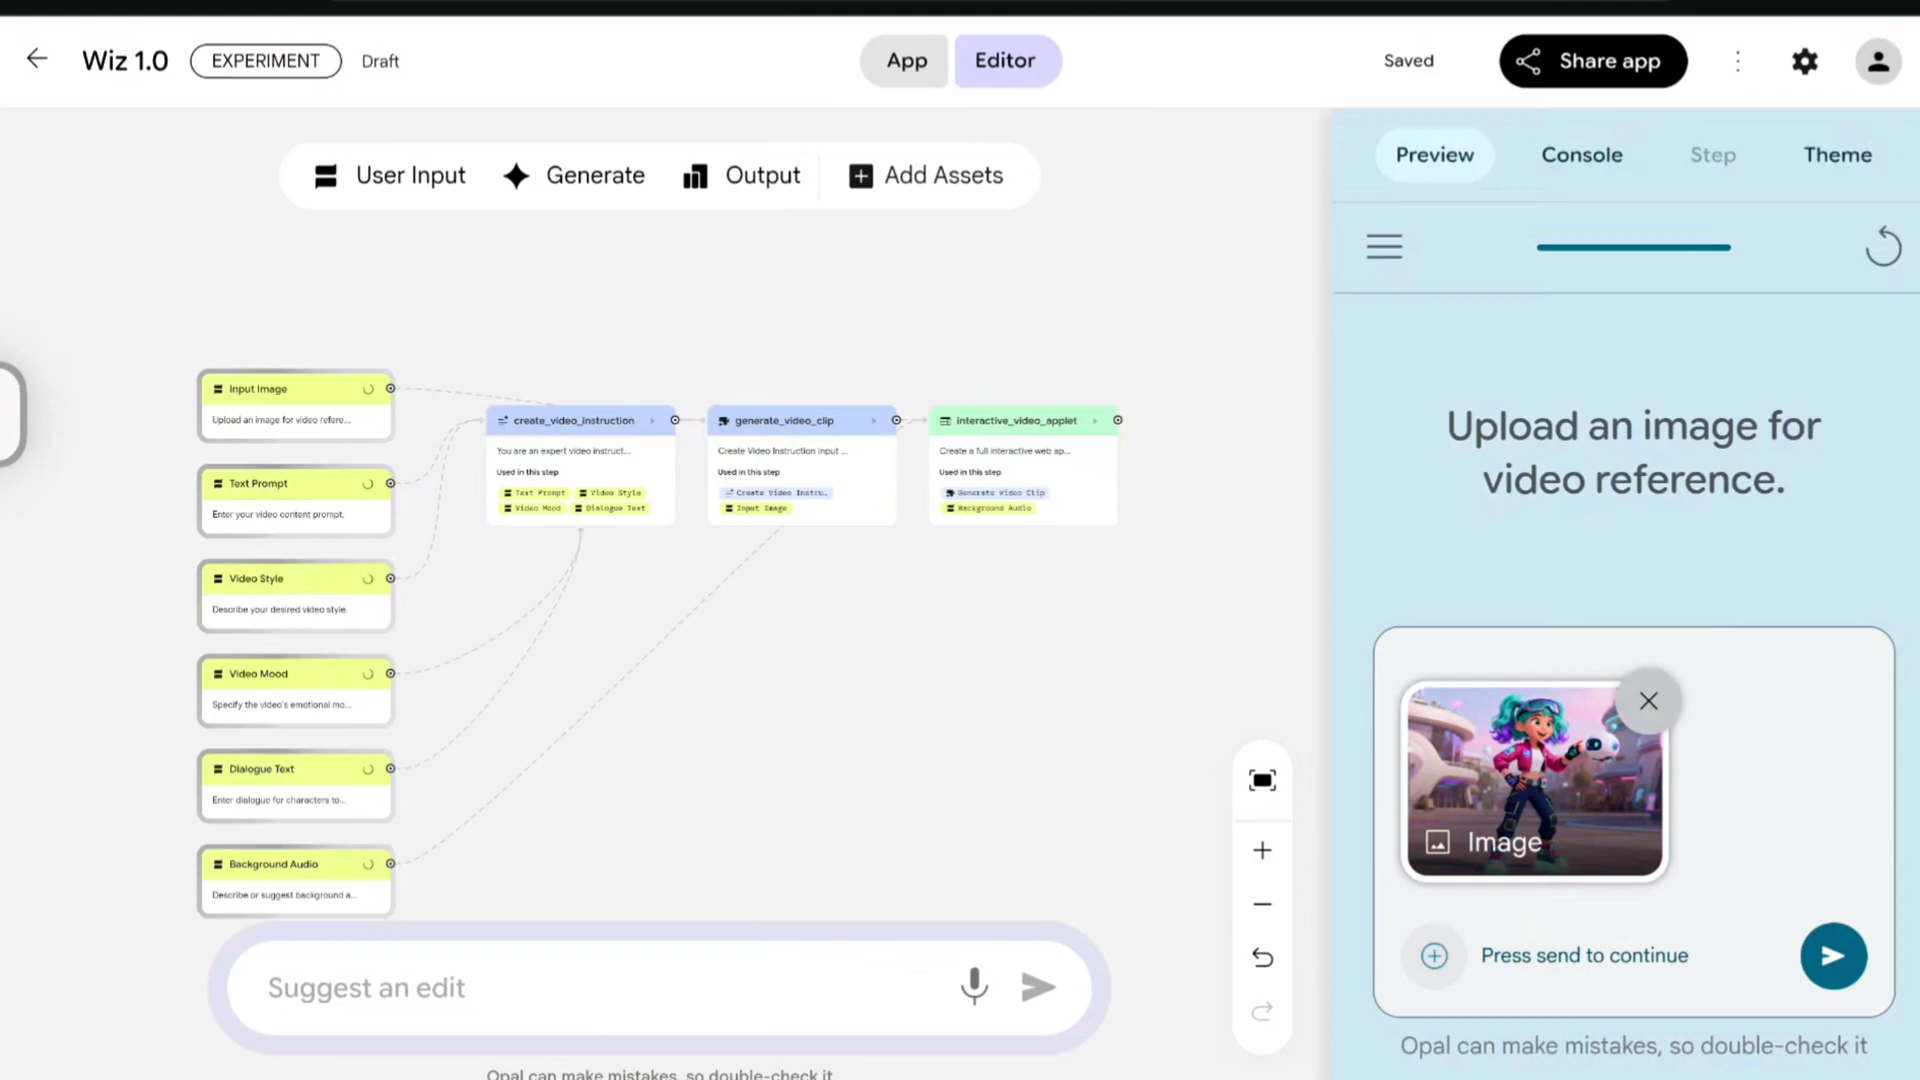 Wiz 1.0 EXPERIMENT Draft App Editor Saved Share app
User Input Generate Output Add Assets
Preview Console Step Theme
Input Image
Upload an image for video refere...
Text Prompt
Enter your video content prompt.
Video Style
Describe your desired video style.
Video Mood
Specify the video's emotional mo...
Dialogue Text
Enter dialogue for characters to...
Background Audio
Describe or suggest background a...
create_video_instruction
You are an expert video instruct...
Used in this step
Text Prompt Video Style
Video Mood Dialogue Text
generate_video_clip
Create Video Instruction Input ...
Used in this step
Create Video Instru…
Input Image
interactive_video_applet
Create a full interactive web ap...
Used in this step
Generate Video Clip
Background Audio
Suggest an edit
Opal can make mistakes, so double-check it
Upload an image for
video reference.
Image
Press send to continue
Opal can make mistakes, so double-check it